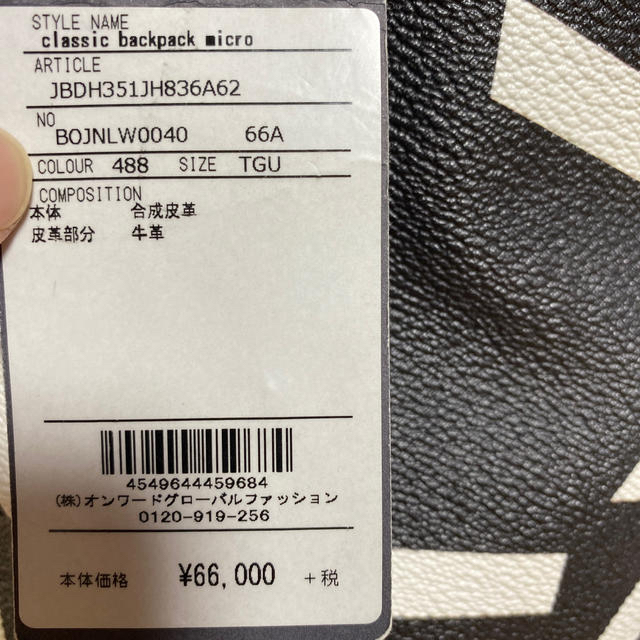 STYLE NAME
classic backpack micro
ARTICLE
JBDH351JH836A62
NO
BOJNLW0040 66A
COLOUR 488 SIZE TGU
COMPOSITION
本体 合成皮革
皮革部分 牛革
4549644459684
(株)オンワードグローバルファッション
0120-919-256
本体価格 ¥66,000 +税